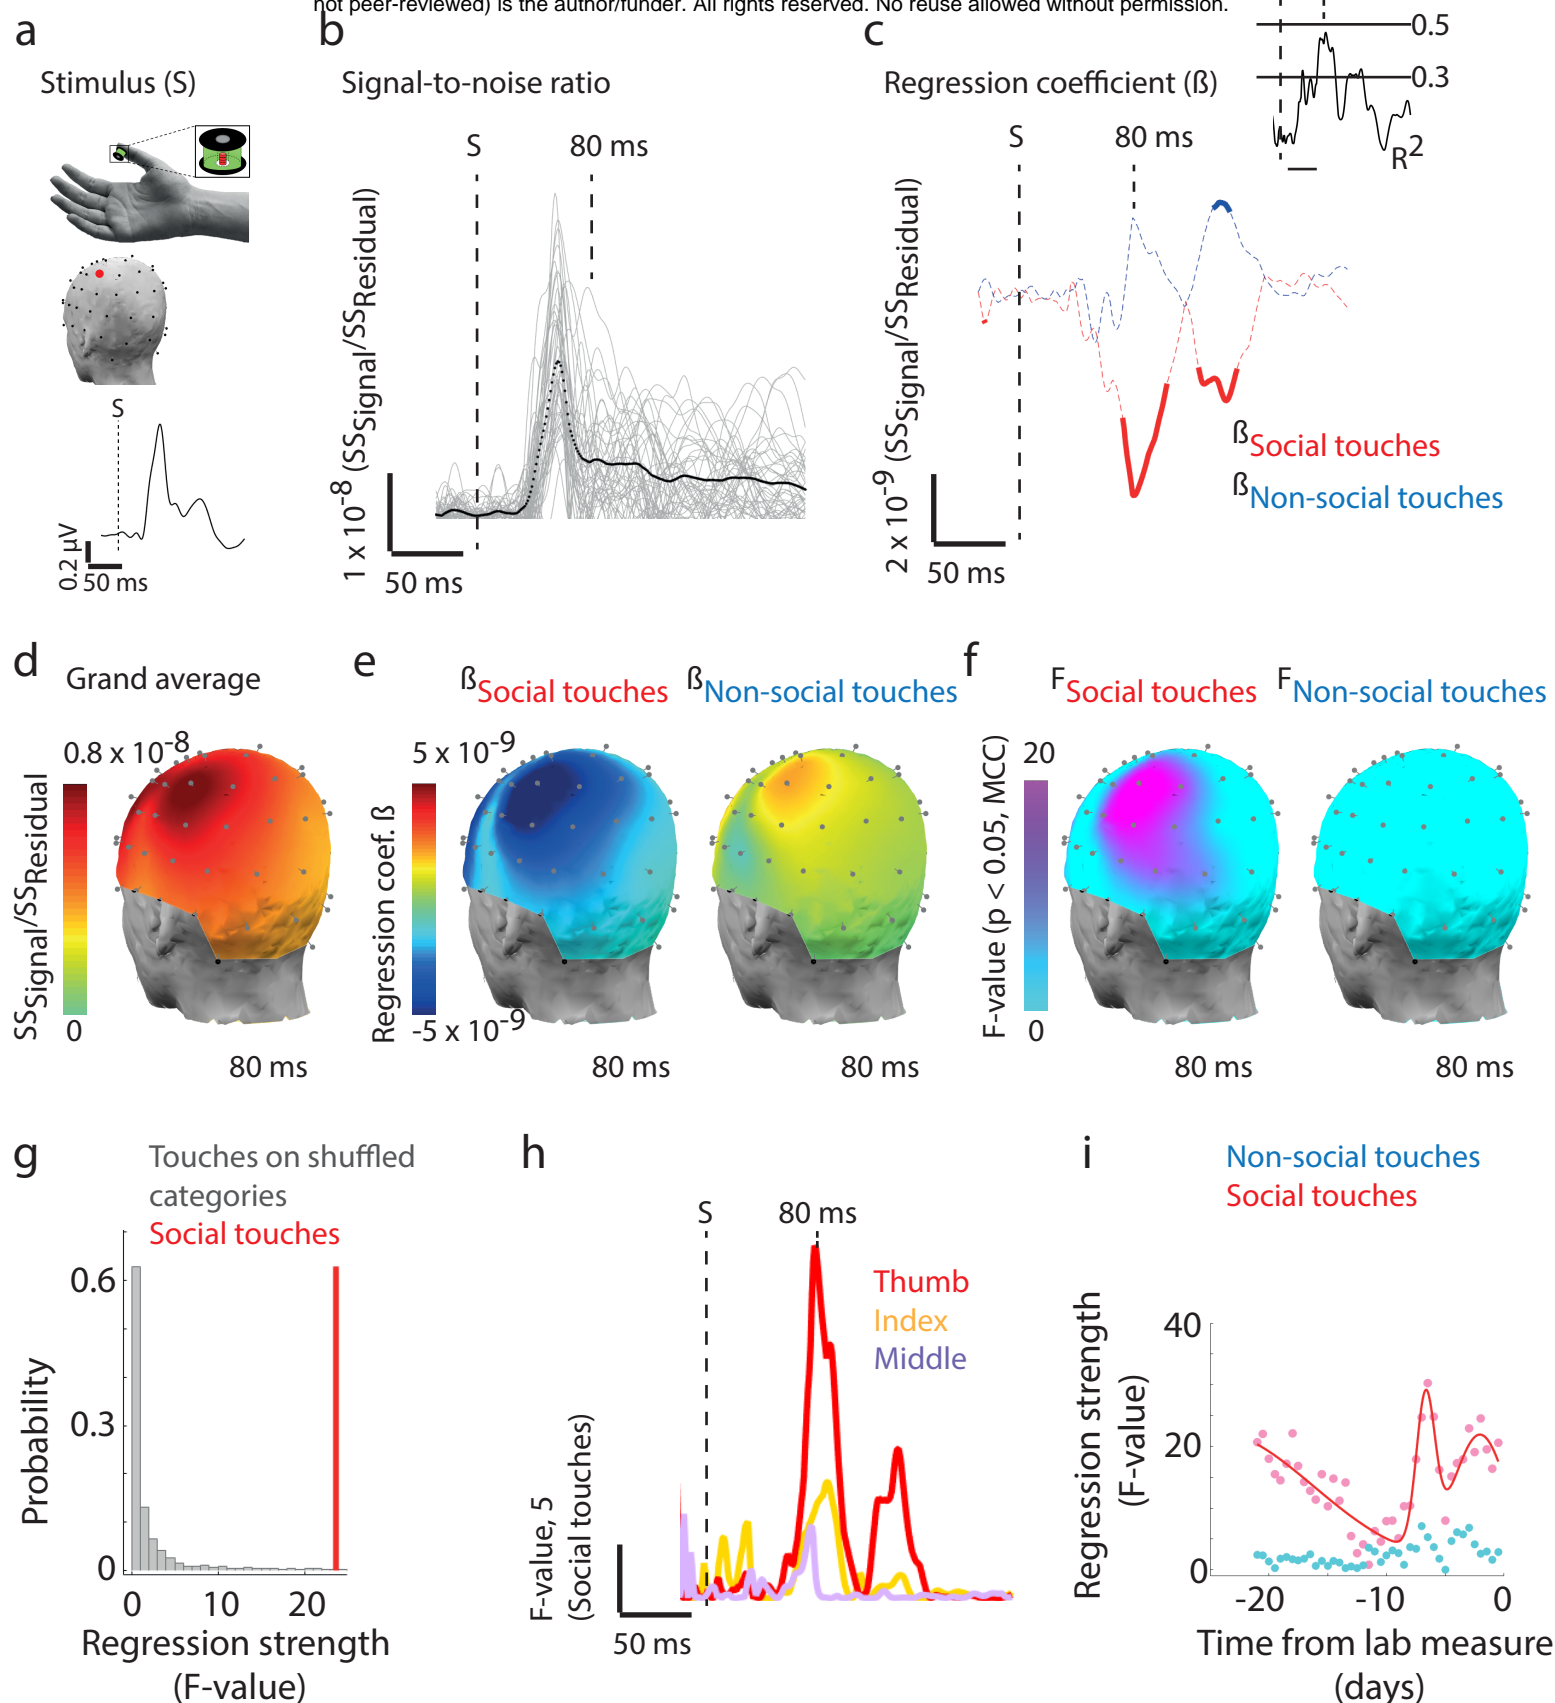 not peer-reviewed) is the author/funder. All rights reserved. No reuse allowed without permission.
a
Stimulus (S)
S
0.2 µV
50 ms
b
Signal-to-noise ratio
S
80 ms
1 x 10-8 (SSSignal/SSResidual)
50 ms
c
Regression coefficient (ß)
0.5
0.3
R2
S
80 ms
2 x 10-9 (SSSignal/SSResidual)
50 ms
ßSocial touches
ßNon-social touches
d
Grand average
0.8 x 10-8
SSSignal/SSResidual
0
80 ms
e
ßSocial touches
ßNon-social touches
5 x 10-9
Regression coef. ß
-5 x 10-9
80 ms
80 ms
f
FSocial touches
FNon-social touches
20
F-value (p < 0.05, MCC)
0
80 ms
80 ms
g
Touches on shuffled
categories
Social touches
0.6
0.3
0
Probability
0
10
20
Regression strength
(F-value)
h
S
80 ms
Thumb
Index
Middle
F-value, 5
(Social touches)
50 ms
i
Non-social touches
Social touches
40
20
0
Regression strength
(F-value)
-20
-10
0
Time from lab measure
(days)